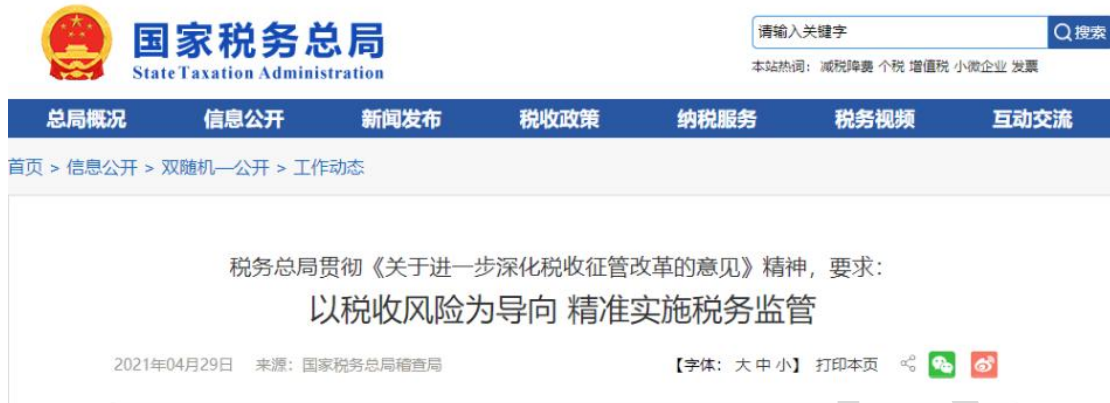 国家税务总局
State Taxation Administration
请输入关键字
搜索
本站热词：减税降费 个税 增值税 小微企业 发票
总局概况 信息公开 新闻发布 税收政策 纳税服务 税务视频 互动交流
首页 > 信息公开 > 双随机—公开 > 工作动态
税务总局贯彻《关于进一步深化税收征管改革的意见》精神，要求：
以税收风险为导向 精准实施税务监管
2021年04月29日 来源：国家税务总局稽查局
【字体：大 中 小】 打印本页